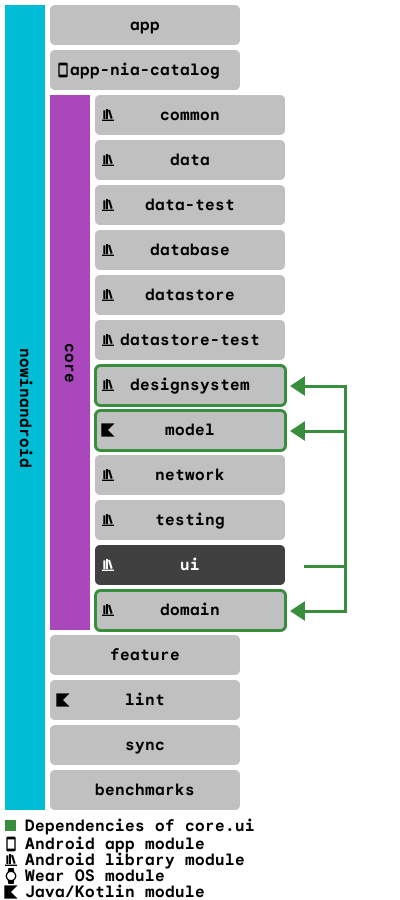 app
app-nia-catalog
common
data
data-test
database
datastore
datastore-test
core
nowinandroid
designsystem
model
network
testing
ui
domain
feature
lint
sync
benchmarks
Dependencies of core.ui
Android app module
Android library module
Wear OS module
Java/Kotlin module